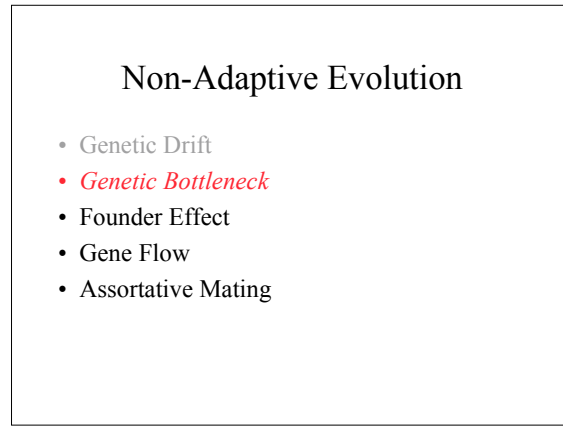 Non-Adaptive Evolution
• Genetic Drift
• Genetic Bottleneck
• Founder Effect
• Gene Flow
• Assortative Mating